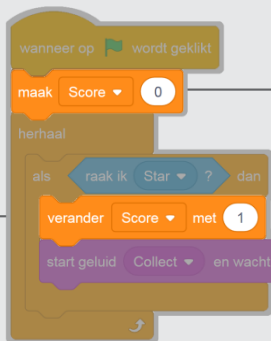 wanneer op wordt geklikt
maak Score 0
herhaal
als raak ik Star ? dan
verander Score met 1
start geluid Collect en wacht